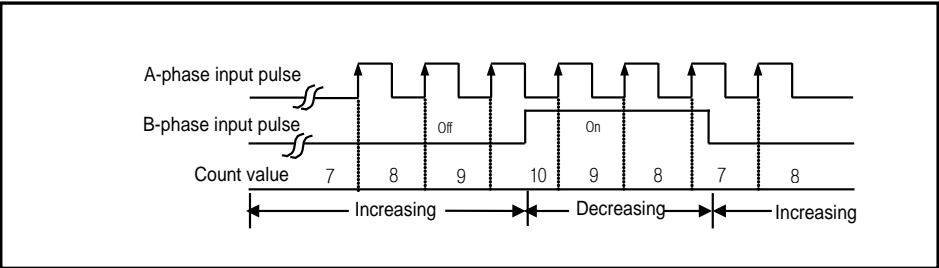 A-phase input pulse
B-phase input pulse
Off
On
Count value 7 8 9 10 9 8 7 8
Increasing Decreasing Increasing